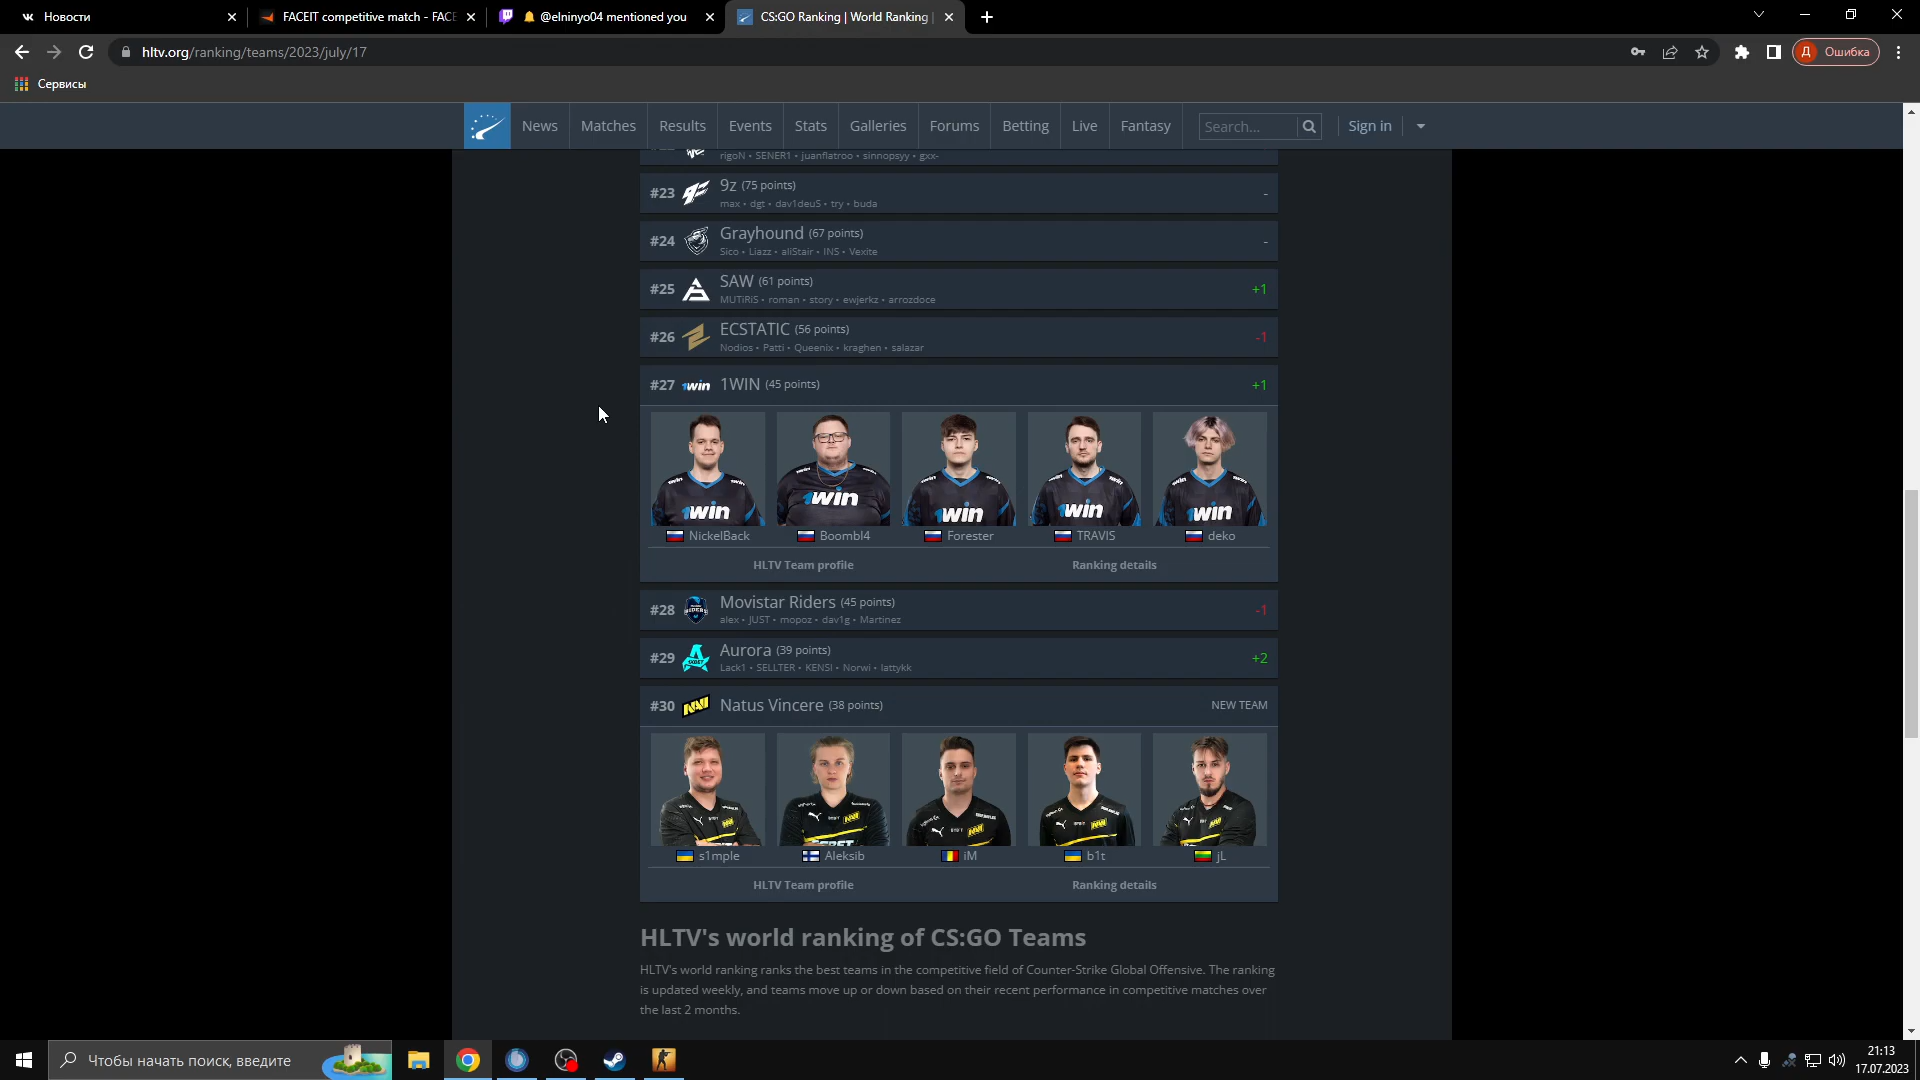 Новости
FACEIT competitive match - FACE
@elninyo04 mentioned you
CS:GO Ranking | World Ranking |
hltv.org/ranking/teams/2023/july/17
Д Ошибка
Сервисы
News Matches Results Events Stats Galleries Forums Betting Live Fantasy Search... Sign in
rigoN • SENER1 • juanflatroo • sinnopsyy • gxx-
#23 9z (75 points) -
max • dgt • dav1deuS • try • buda
#24 Grayhound (67 points) -
Sico • Liazz • aliStair • INS • Vexite
#25 SAW (61 points) +1
MUTiRiS • roman • story • ewjerkz • arrozdoce
#26 ECSTATIC (56 points) -1
Nodios • Patti • Queenix • kraghen • salazar
#27 1win 1WIN (45 points) +1
1win 1win 1win 1win 1win
NickelBack Boombl4 Forester TRAVIS deko
HLTV Team profile Ranking details
#28 Movistar Riders (45 points) -1
alex • JUST • mopoz • dav1g • Martinez
#29 Aurora (39 points) +2
Lack1 • SELLTER • KENSI • Norwi • lattykk
#30 Natus Vincere (38 points) NEW TEAM
s1mple Aleksib iM b1t jL
HLTV Team profile Ranking details
HLTV's world ranking of CS:GO Teams
HLTV's world ranking ranks the best teams in the competitive field of Counter-Strike Global Offensive. The ranking
is updated weekly, and teams move up or down based on their recent performance in competitive matches over
the last 2 months.
Чтобы начать поиск, введите
21:13
17.07.2023